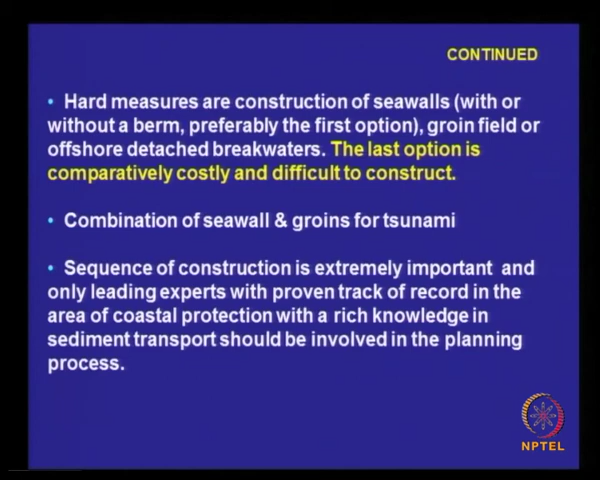 CONTINUED
• Hard measures are construction of seawalls (with or
without a berm, preferably the first option), groin field or
offshore detached breakwaters. The last option is
comparatively costly and difficult to construct.
• Combination of seawall & groins for tsunami
• Sequence of construction is extremely important and
only leading experts with proven track of record in the
area of coastal protection with a rich knowledge in
sediment transport should be involved in the planning
process.
NPTEL